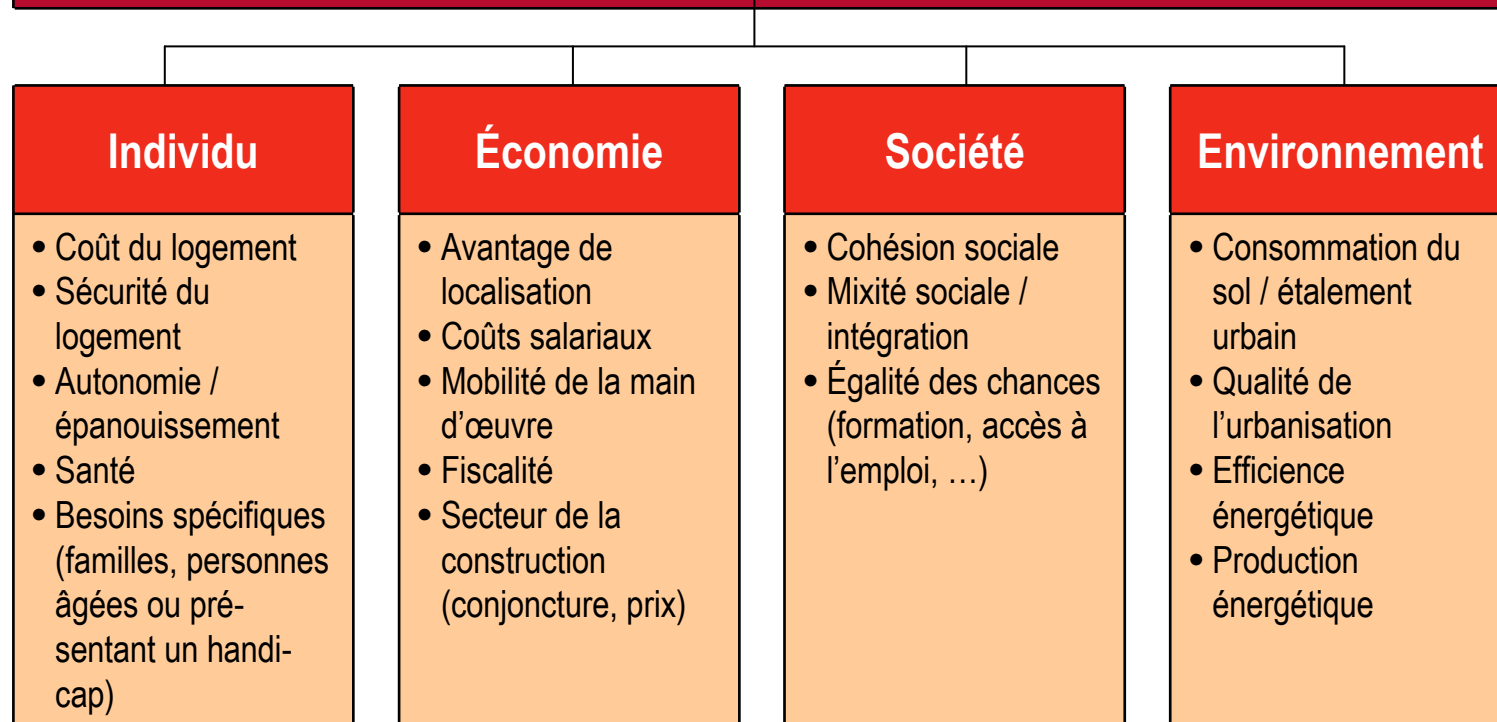 Individu
• Coût du logement
• Sécurité du
logement
• Autonomie /
épanouissement
• Santé
• Besoins spécifiques
(familles, personnes
âgées ou pré-
sentant un handi-
cap)
Économie
• Avantage de
localisation
• Coûts salariaux
• Mobilité de la main
d’œuvre
• Fiscalité
• Secteur de la
construction
(conjoncture, prix)
Société
• Cohésion sociale
• Mixité sociale /
intégration
• Égalité des chances
(formation, accès à
l’emploi, …)
Environnement
• Consommation du
sol / étalement
urbain
• Qualité de
l’urbanisation
• Efficience
énergétique
• Production
énergétique